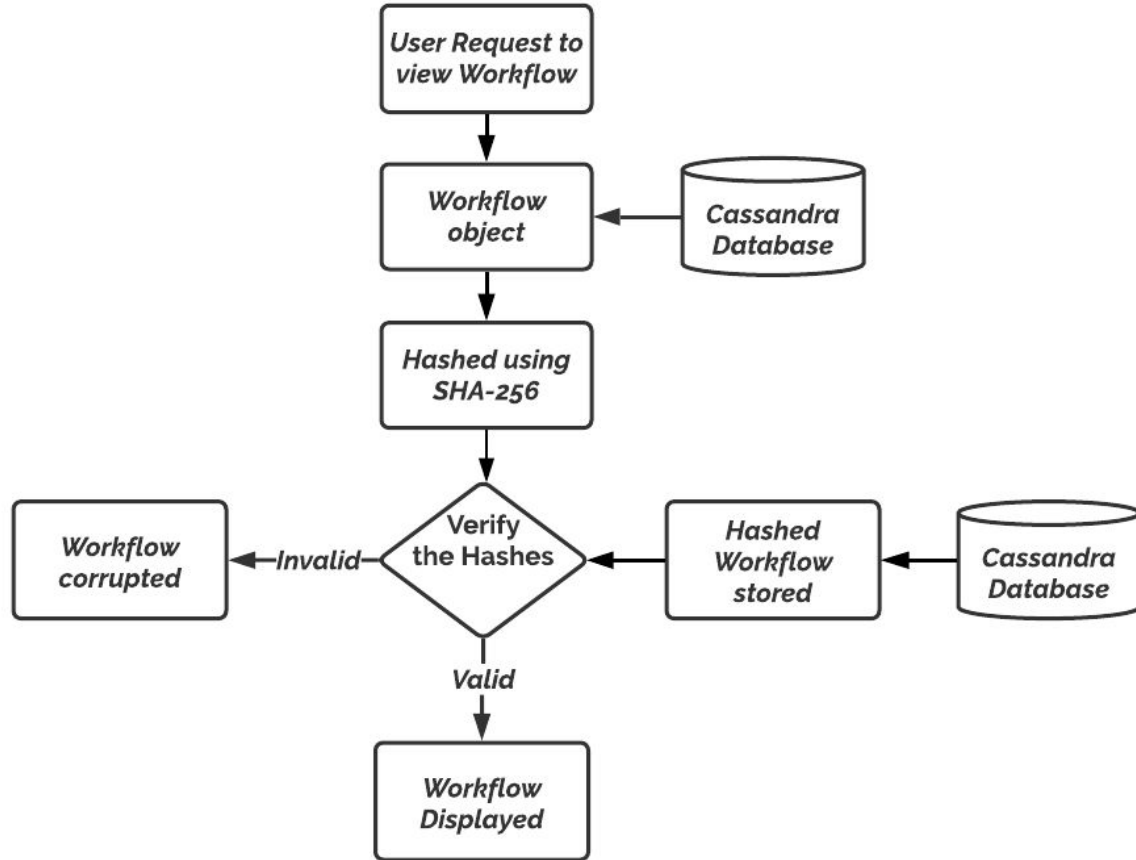 User Request to
view Workflow
Workflow
object
Cassandra
Database
Hashed using
SHA-256
Verify
the Hashes
Invalid
Workflow
corrupted
Hashed
Workflow
stored
Cassandra
Database
Valid
Workflow
Displayed